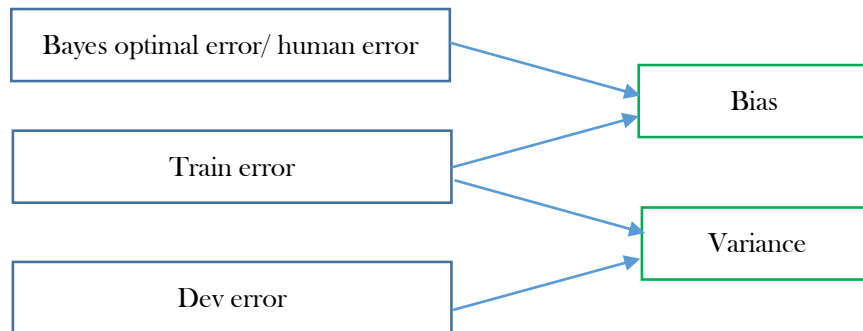 Bayes optimal error/ human error
Bias
Train error
Variance
Dev error